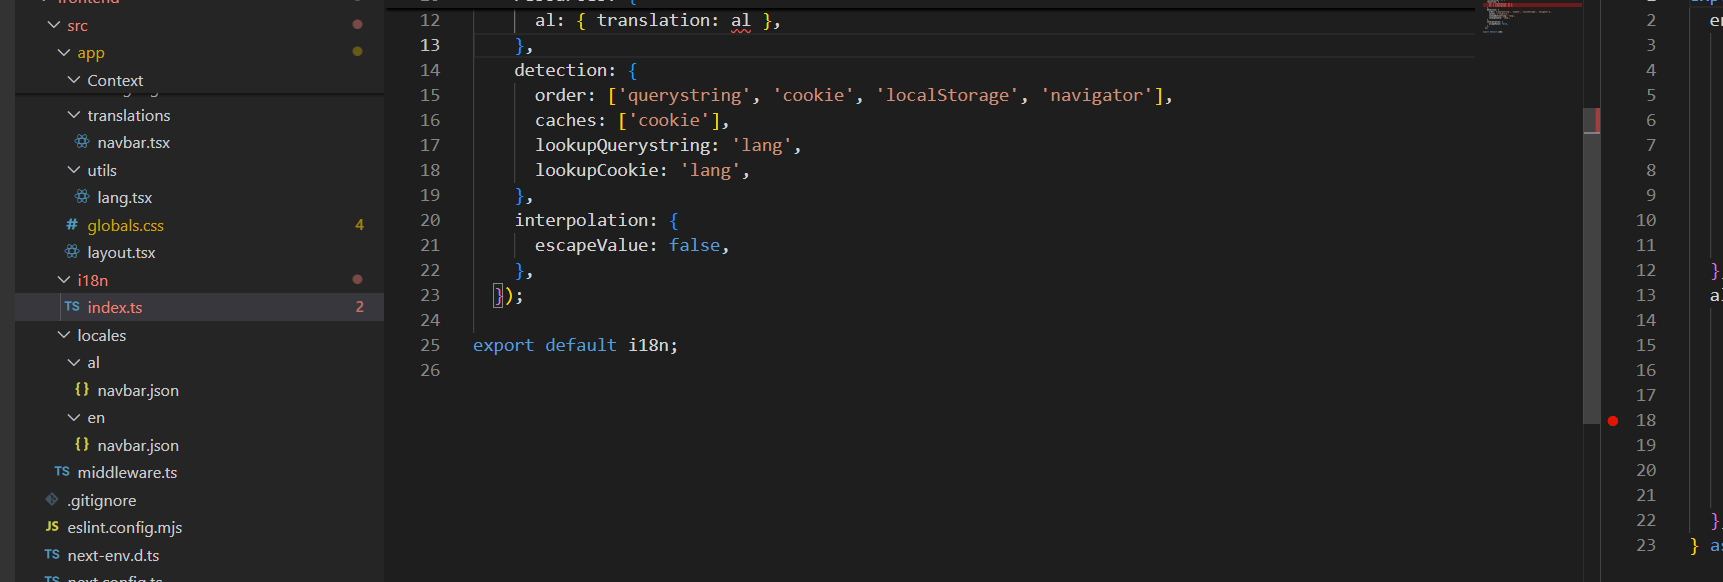 src
app
Context
translations
navbar.tsx
utils
lang.tsx
globals.css 4
layout.tsx
i18n
TS index.ts 2
locales
al
{} navbar.json
en
{} navbar.json
TS middleware.ts
.gitignore
JS eslint.config.mjs
TS next-env.d.ts
TS next.config.ts
12 al: { translation: al },
13 },
14 detection: {
15 order: ['querystring', 'cookie', 'localStorage', 'navigator'],
16 caches: ['cookie'],
17 lookupQuerystring: 'lang',
18 lookupCookie: 'lang',
19 },
20 interpolation: {
21 escapeValue: false,
22 },
23 });
24
25 export default i18n;
26
2
3
4
5
6
7
8
9
10
11
12 }
13
14
15
16
17
18
19
20
21
22 }
23 }